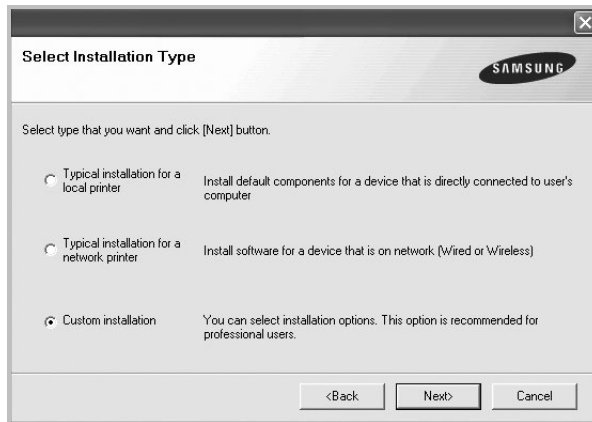 Select Installation Type
SAMSUNG
Select type that you want and click [Next] button.
Typical installation for a
local printer
Install default components for a device that is directly connected to user's
computer
Typical installation for a
network printer
Install software for a device that is on network (Wired or Wireless)
Custom installation
You can select installation options. This option is recommended for
professional users.
<Back
Next>
Cancel